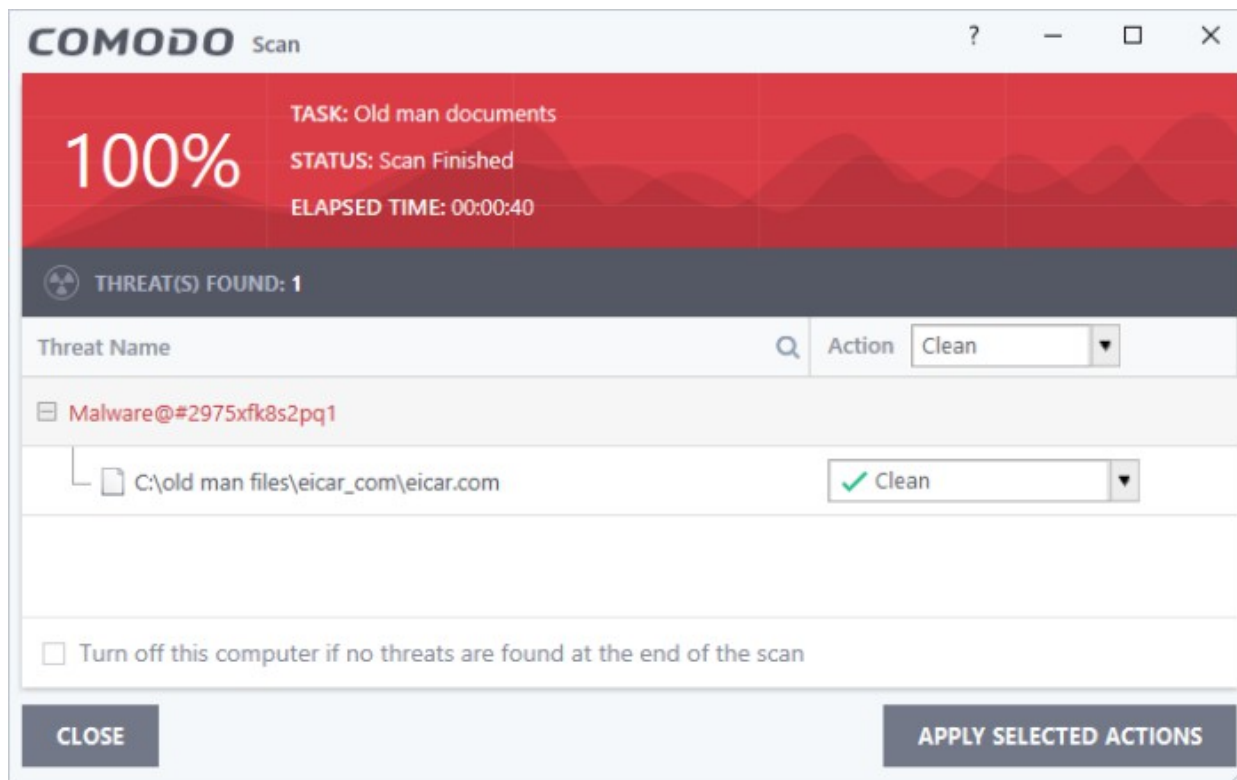 COMODO Scan
100%
TASK: Old man documents
STATUS: Scan Finished
ELAPSED TIME: 00:00:40
THREAT(S) FOUND: 1
Threat Name Action Clean
Malware@#2975xfk8s2pq1
C:\old man files\eicar_com\eicar.com Clean
Turn off this computer if no threats are found at the end of the scan
CLOSE APPLY SELECTED ACTIONS